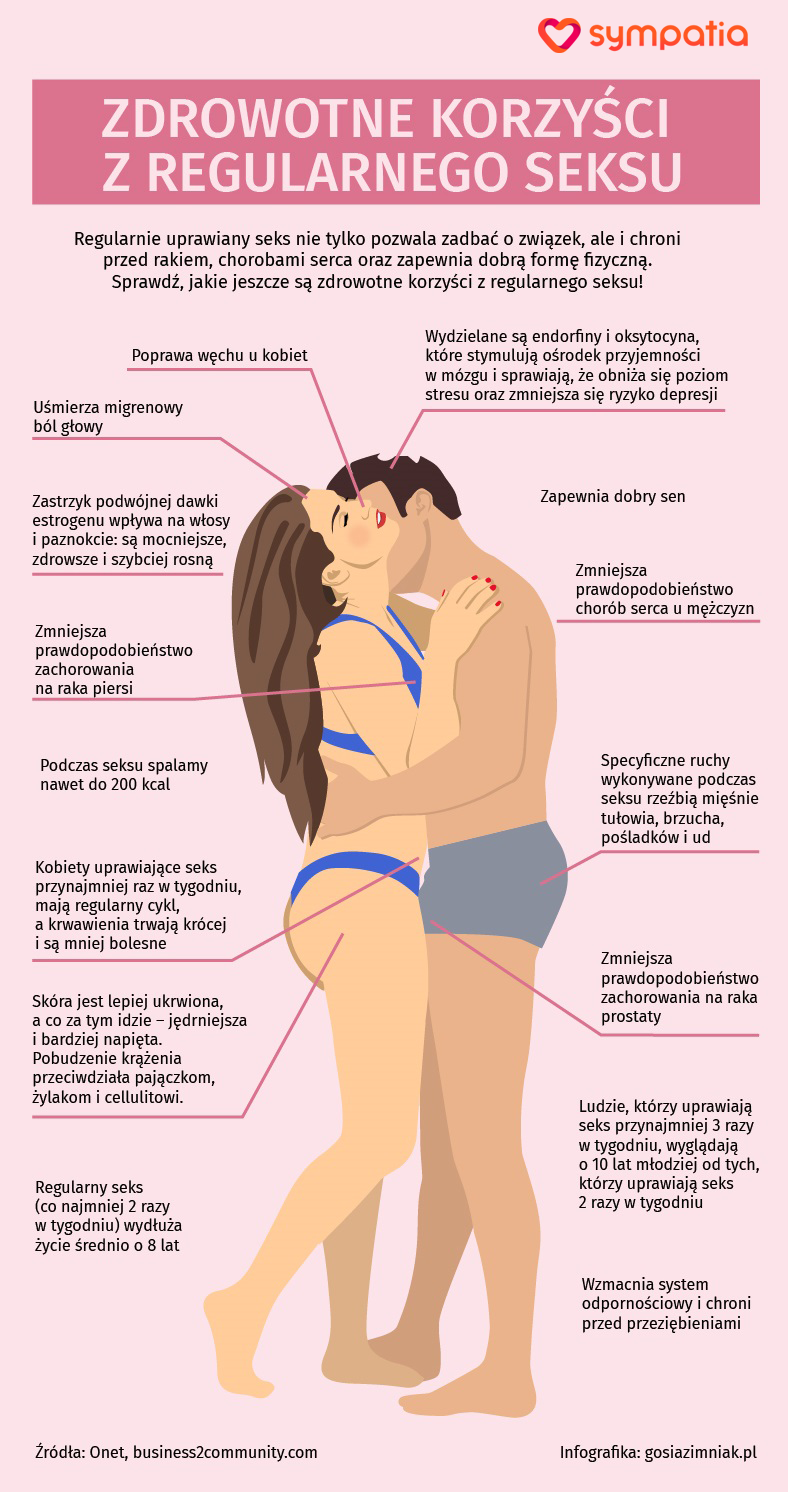 sympatia
ZDROWOTNE KORZYŚCI
Z REGULARNEGO SEKSU
Regularnie uprawiany seks nie tylko pozwala zadbać o związek, ale i chroni
przed rakiem, chorobami serca oraz zapewnia dobrą formę fizyczną.
Sprawdź, jakie jeszcze są zdrowotne korzyści z regularnego seksu!
Poprawa węchu u kobiet
Wydzielane są endorfiny i oksytocyna,
które stymulują ośrodek przyjemności
w mózgu i sprawiają, że obniża się poziom
stresu oraz zmniejsza się ryzyko depresji
Uśmierza migrenowy
ból głowy
Zastrzyk podwójnej dawki
estrogenu wpływa na włosy
i paznokcie: są mocniejsze,
zdrowsze i szybciej rosną
Zapewnia dobry sen
Zmniejsza
prawdopodobieństwo
chorób serca u mężczyzn
Zmniejsza
prawdopodobieństwo
zachorowania
na raka piersi
Podczas seksu spalamy
nawet do 200 kcal
Specyficzne ruchy
wykonywane podczas
seksu rzeźbią mięśnie
tułowia, brzucha,
pośladków i ud
Kobiety uprawiające seks
przynajmniej raz w tygodniu,
mają regularny cykl,
a krwawienia trwają krócej
i są mniej bolesne
Zmniejsza
prawdopodobieństwo
zachorowania na raka
prostaty
Skóra jest lepiej ukrwiona,
a co za tym idzie – jędrniejsza
i bardziej napięta.
Pobudzenie krążenia
przeciwdziała pajączkom,
żylakom i cellulitowi.
Ludzie, którzy uprawiają
seks przynajmniej 3 razy
w tygodniu, wyglądają
o 10 lat młodziej od tych,
którzy uprawiają seks
2 razy w tygodniu
Regularny seks
(co najmniej 2 razy
w tygodniu) wydłuża
życie średnio o 8 lat
Wzmacnia system
odpornościowy i chroni
przed przeziębieniami
Źródła: Onet, business2community.com
Infografika: gosiazimniak.pl